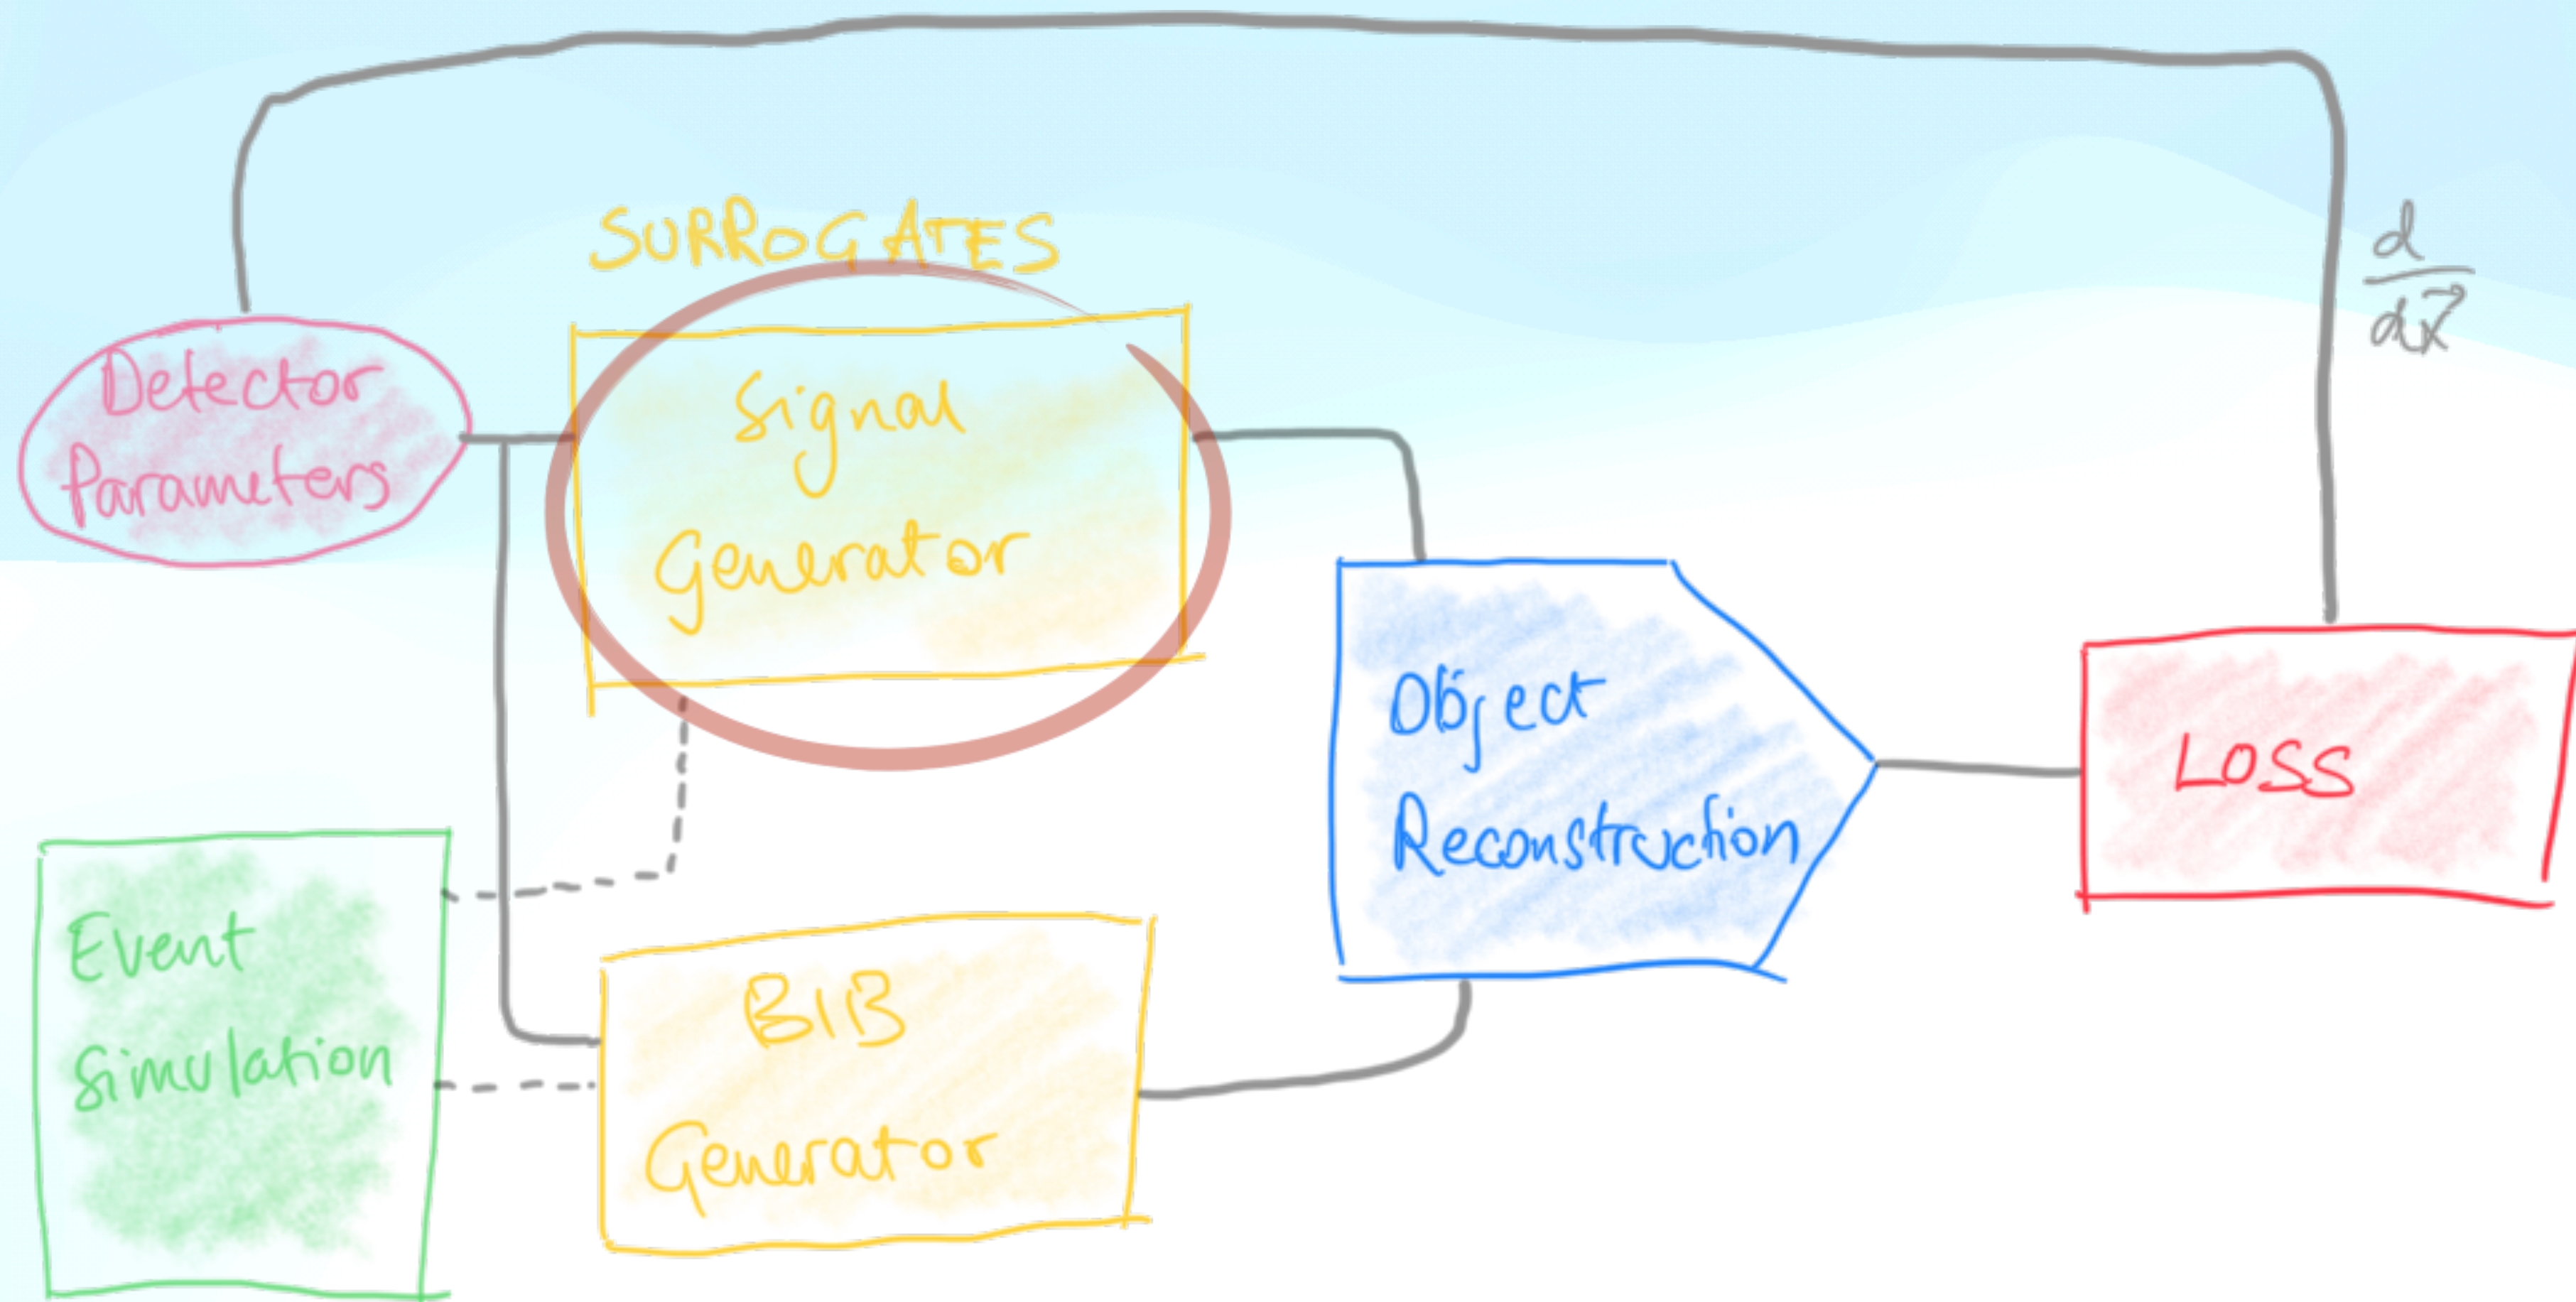 SURROGATES
d
dx⃗
Detector
Parameters
Signal
Generator
Object
Reconstruction
LOSS
Event
Simulation
BIB
Generator